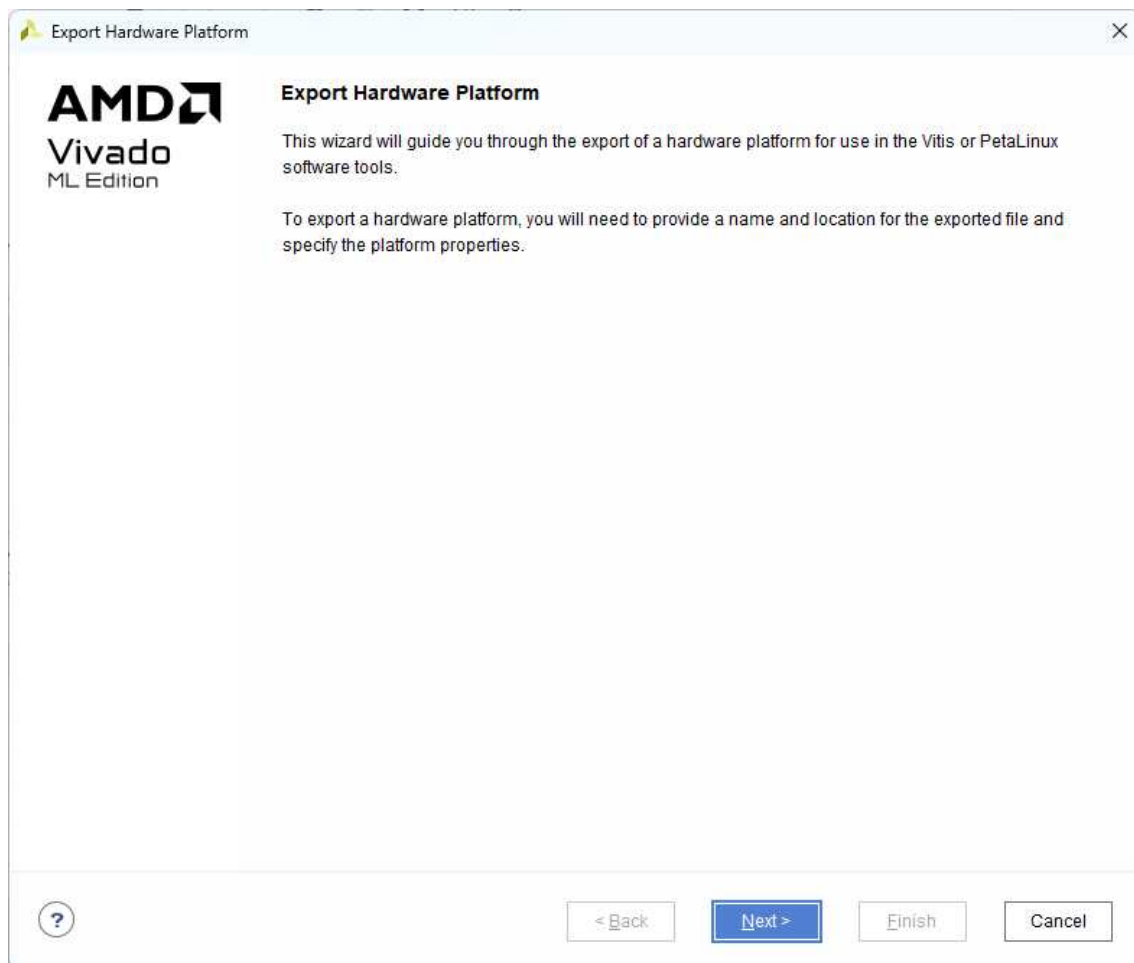 Export Hardware Platform
AMD
Vivado
ML Edition
Export Hardware Platform
This wizard will guide you through the export of a hardware platform for use in the Vitis or PetaLinux
software tools.
To export a hardware platform, you will need to provide a name and location for the exported file and
specify the platform properties.
? < Back Next > Finish Cancel